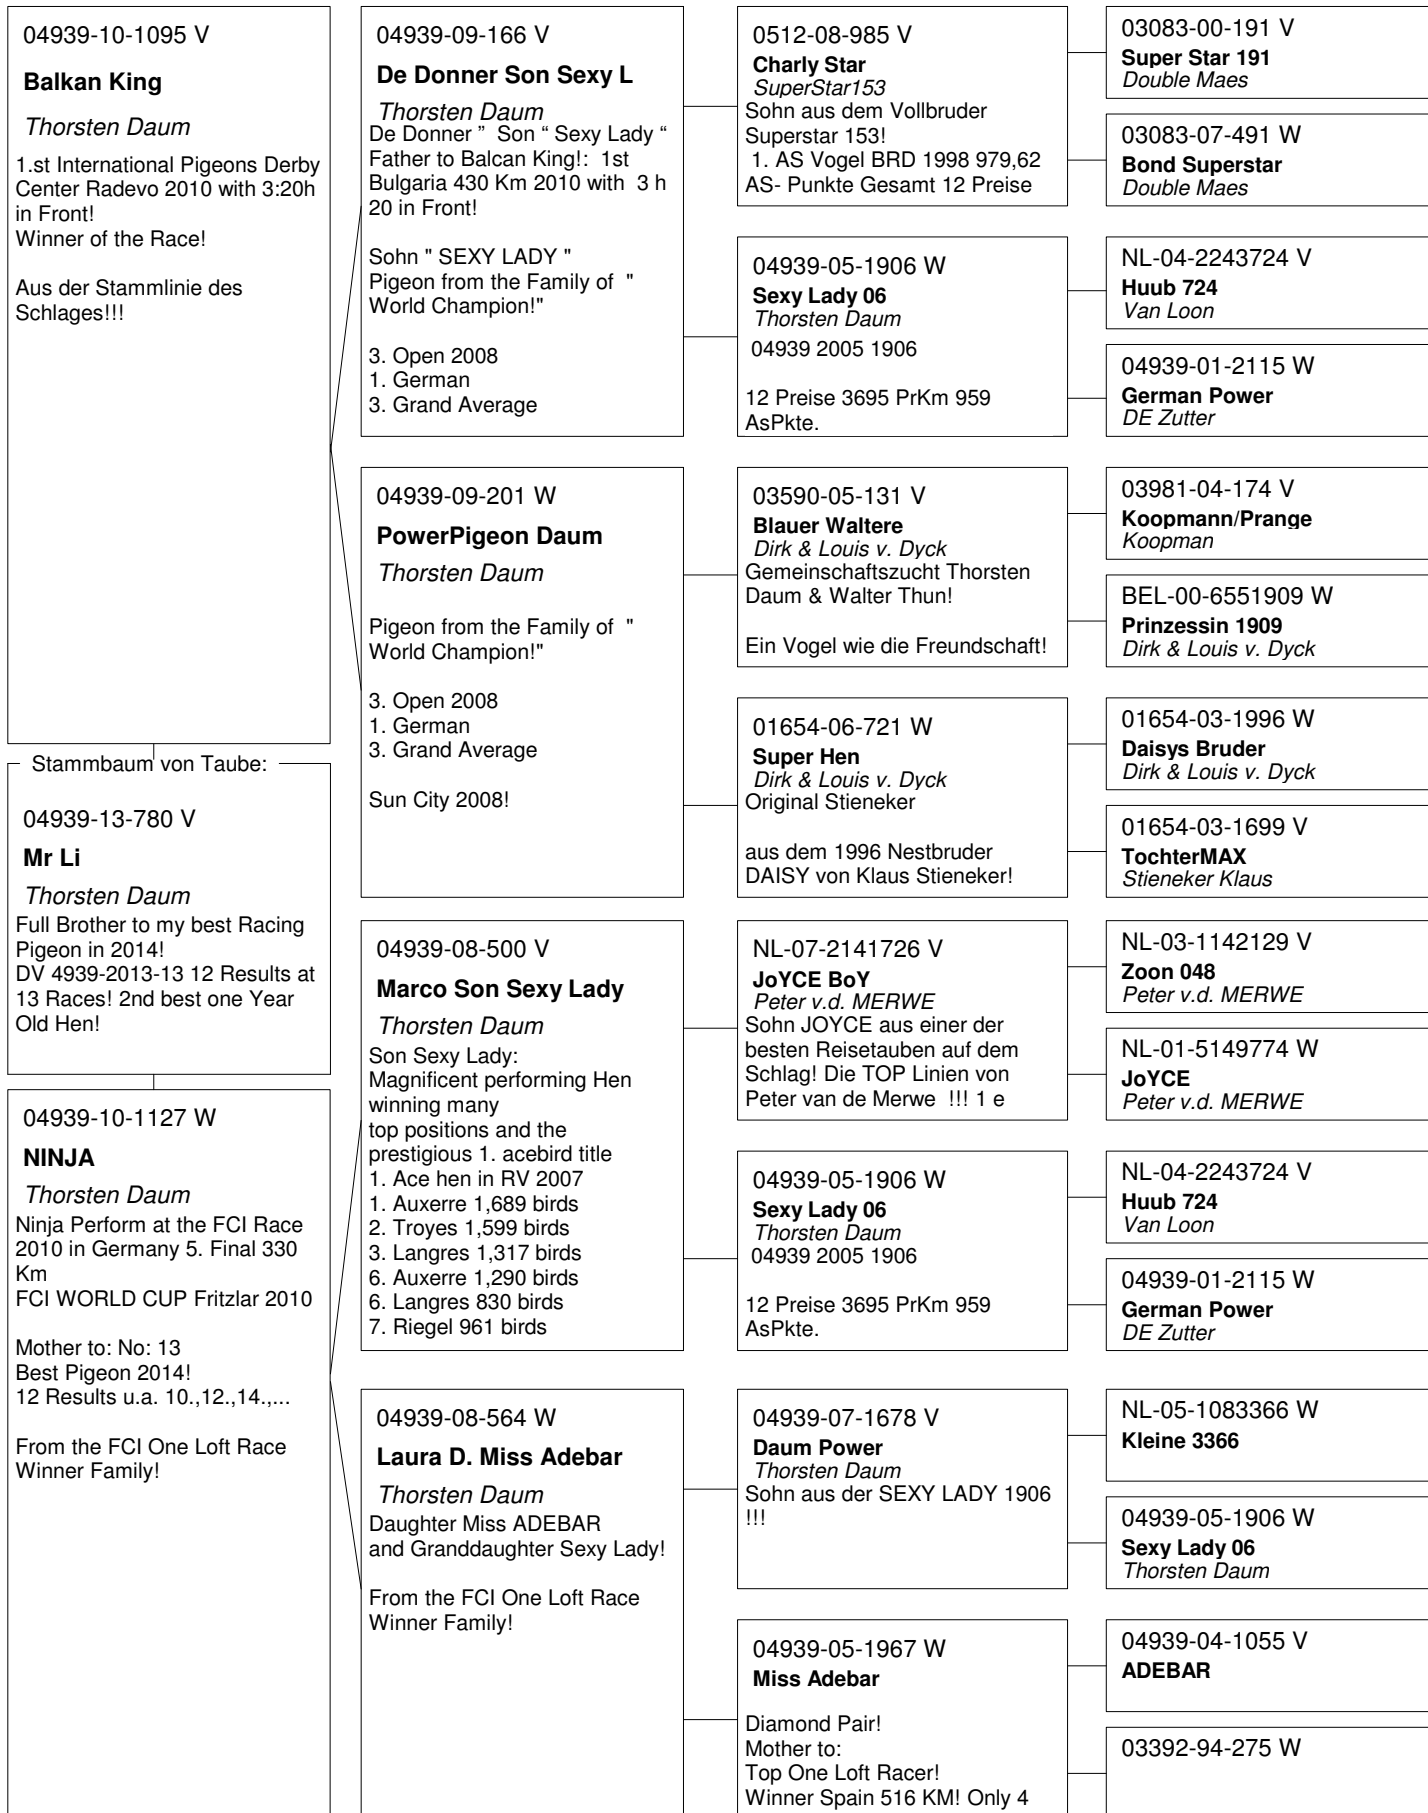 04939-10-1095 V
Balkan King
Thorsten Daum
1.st International Pigeons Derby
Center Radevo 2010 with 3:20h
in Front!
Winner of the Race!
Aus der Stammlinie des
Schlages!!!
Stammbaum von Taube:
04939-13-780 V
Mr Li
Thorsten Daum
Full Brother to my best Racing
Pigeon in 2014!
DV 4939-2013-13 12 Results at
13 Races! 2nd best one Year
Old Hen!
04939-10-1127 W
NINJA
Thorsten Daum
Ninja Perform at the FCI Race
2010 in Germany 5. Final 330
Km
FCI WORLD CUP Fritzlar 2010
Mother to: No: 13
Best Pigeon 2014!
12 Results u.a. 10.,12.,14.,...
From the FCI One Loft Race
Winner Family!
04939-09-166 V
De Donner Son Sexy L
Thorsten Daum
De Donner " Son " Sexy Lady "
Father to Balcan King!: 1st
Bulgaria 430 Km 2010 with 3 h
20 in Front!
Sohn " SEXY LADY "
Pigeon from the Family of "
World Champion!"
3. Open 2008
1. German
3. Grand Average
04939-09-201 W
PowerPigeon Daum
Thorsten Daum
Pigeon from the Family of "
World Champion!"
3. Open 2008
1. German
3. Grand Average
Sun City 2008!
04939-08-500 V
Marco Son Sexy Lady
Thorsten Daum
Son Sexy Lady:
Magnificent performing Hen
winning many
top positions and the
prestigious 1. acebird title
1. Ace hen in RV 2007
1. Auxerre 1,689 birds
2. Troyes 1,599 birds
3. Langres 1,317 birds
6. Auxerre 1,290 birds
6. Langres 830 birds
7. Riegel 961 birds
04939-08-564 W
Laura D. Miss Adebar
Thorsten Daum
Daughter Miss ADEBAR
and Granddaughter Sexy Lady!
From the FCI One Loft Race
Winner Family!
0512-08-985 V
Charly Star
SuperStar153
Sohn aus dem Vollbruder
Superstar 153!
1. AS Vogel BRD 1998 979,62
AS- Punkte Gesamt 12 Preise
04939-05-1906 W
Sexy Lady 06
Thorsten Daum
04939 2005 1906
12 Preise 3695 PrKm 959
AsPkte.
03590-05-131 V
Blauer Waltere
Dirk & Louis v. Dyck
Gemeinschaftszucht Thorsten
Daum & Walter Thun!
Ein Vogel wie die Freundschaft!
01654-06-721 W
Super Hen
Dirk & Louis v. Dyck
Original Stieneker
aus dem 1996 Nestbruder
DAISY von Klaus Stieneker!
NL-07-2141726 V
JoYCE BoY
Peter v.d. MERWE
Sohn JOYCE aus einer der
besten Reisetauben auf dem
Schlag! Die TOP Linien von
Peter van de Merwe !!! 1 e
04939-05-1906 W
Sexy Lady 06
Thorsten Daum
04939 2005 1906
12 Preise 3695 PrKm 959
AsPkte.
04939-07-1678 V
Daum Power
Thorsten Daum
Sohn aus der SEXY LADY 1906
!!!
04939-05-1967 W
Miss Adebar
Diamond Pair!
Mother to:
Top One Loft Racer!
Winner Spain 516 KM! Only 4
03083-00-191 V
Super Star 191
Double Maes
03083-07-491 W
Bond Superstar
Double Maes
NL-04-2243724 V
Huub 724
Van Loon
04939-01-2115 W
German Power
DE Zutter
03981-04-174 V
Koopmann/Prange
Koopman
BEL-00-6551909 W
Prinzessin 1909
Dirk & Louis v. Dyck
01654-03-1996 W
Daisys Bruder
Dirk & Louis v. Dyck
01654-03-1699 V
TochterMAX
Stieneker Klaus
NL-03-1142129 V
Zoon 048
Peter v.d. MERWE
NL-01-5149774 W
JoYCE
Peter v.d. MERWE
NL-04-2243724 V
Huub 724
Van Loon
04939-01-2115 W
German Power
DE Zutter
NL-05-1083366 W
Kleine 3366
04939-05-1906 W
Sexy Lady 06
Thorsten Daum
04939-04-1055 V
ADEBAR
03392-94-275 W